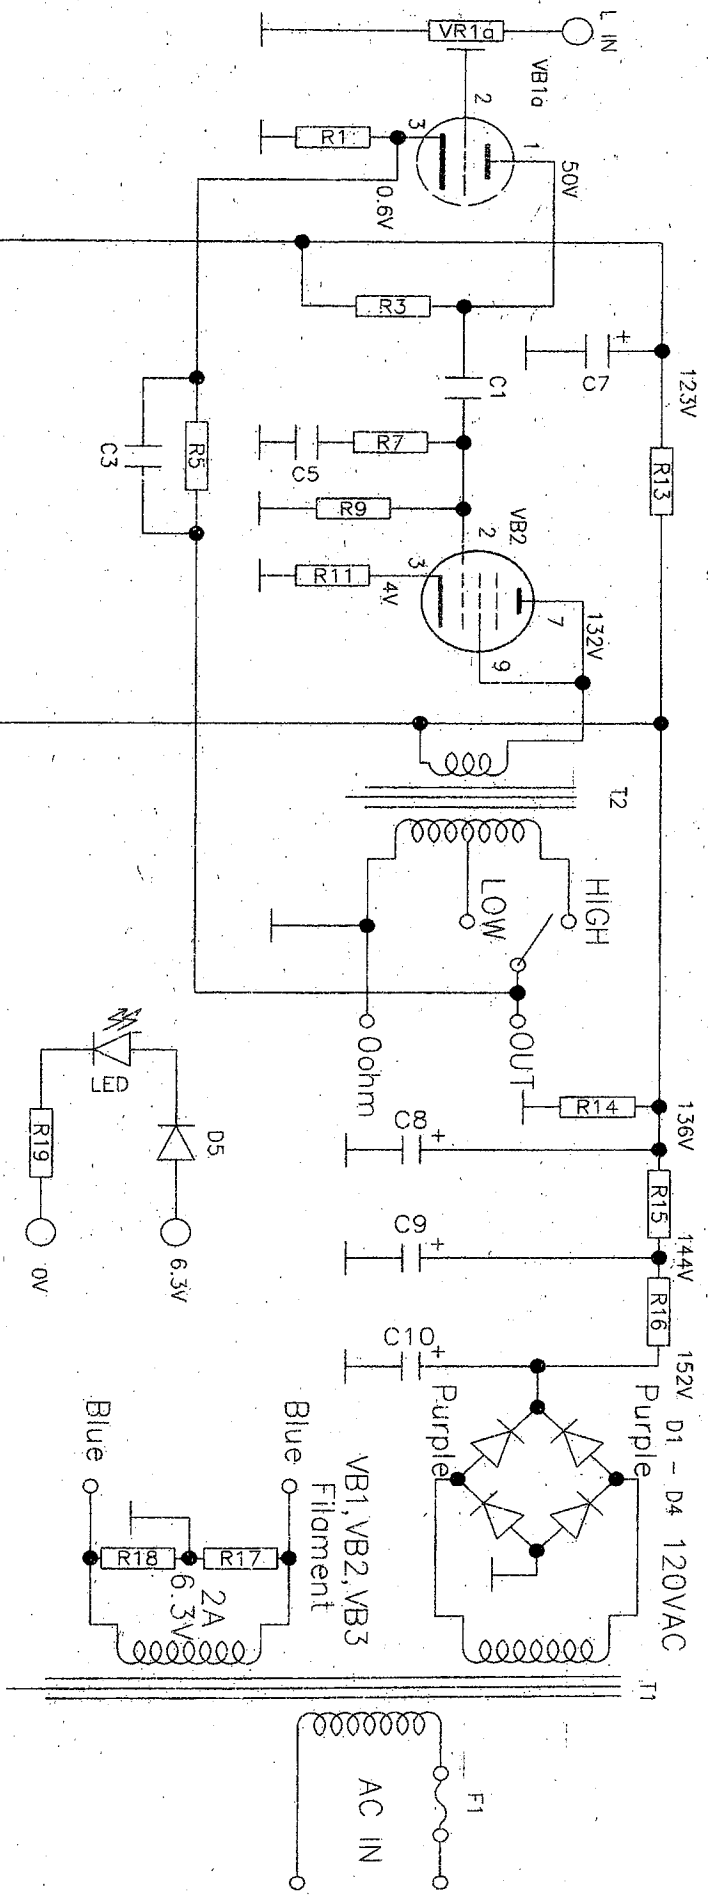 L IN
VR1a
VB1a
2
3
1
R1
50V
0.6V
R3
C7
+
123V
C1
R13
R7
C5
C3
R5
R9
VB2
2
3
R11
4V
7
132V
9
T2
HIGH
LOW
OUT
0ohm
LED
D5
R19
0V
6.3V
R14
136V
C8
+
R15
C9
+
144V
R16
C10
+
152V
Purple
Purple
D1 - D4
120VAC
Blue
Blue
VB1, VB2, VB3
Filament
R18
R17
2A
6.3V
T1
F1
AC IN